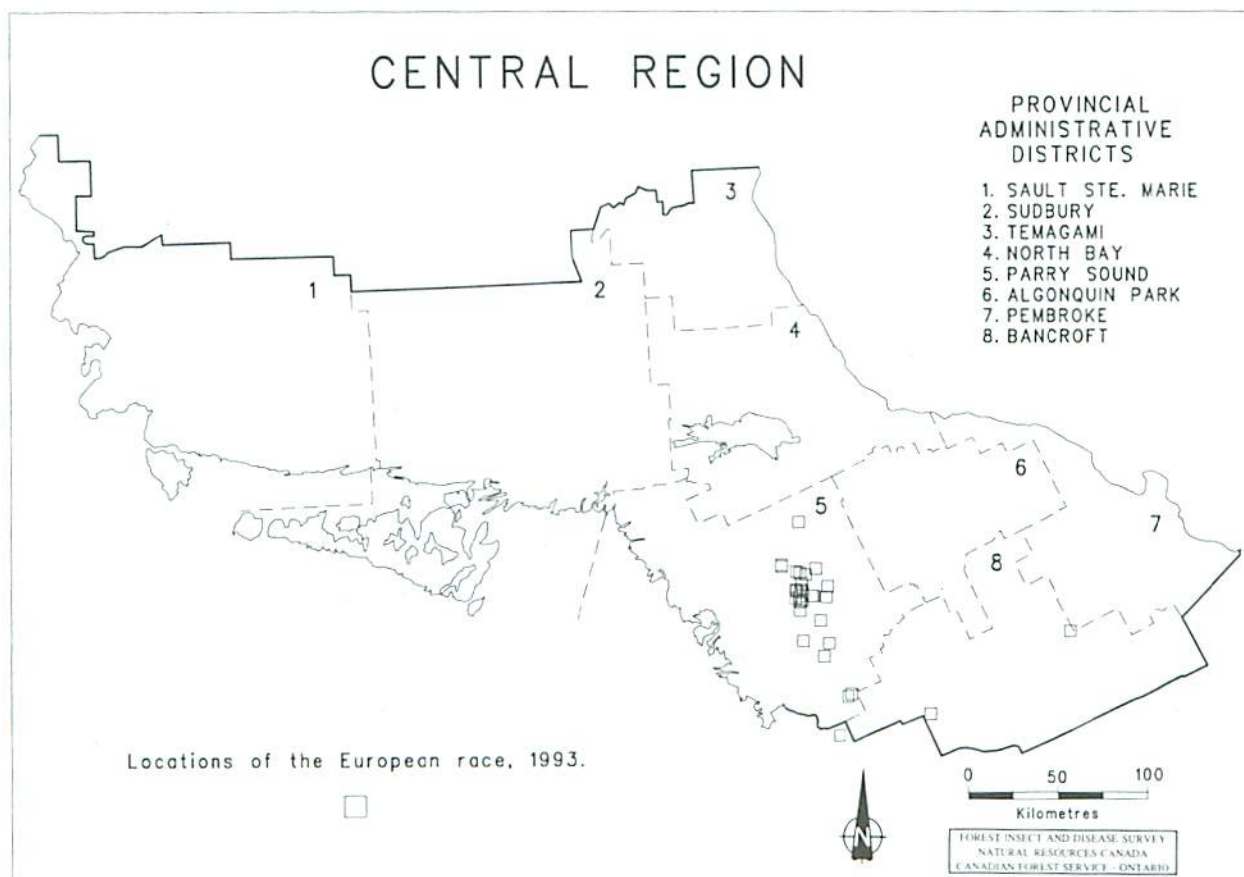 CENTRAL REGION
PROVINCIAL
ADMINISTRATIVE
DISTRICTS
1. SAULT STE. MARIE
2. SUDBURY
3. TEMAGAMI
4. NORTH BAY
5. PARRY SOUND
6. ALGONQUIN PARK
7. PEMBROKE
8. BANCROFT
3
1
2
4
6
5
7
8
Locations of the European race, 1993.
0 50 100
Kilometres
N
FOREST INSECT AND DISEASE SURVEY
NATURAL RESOURCES CANADA
CANADIAN FOREST SERVICE - ONTARIO